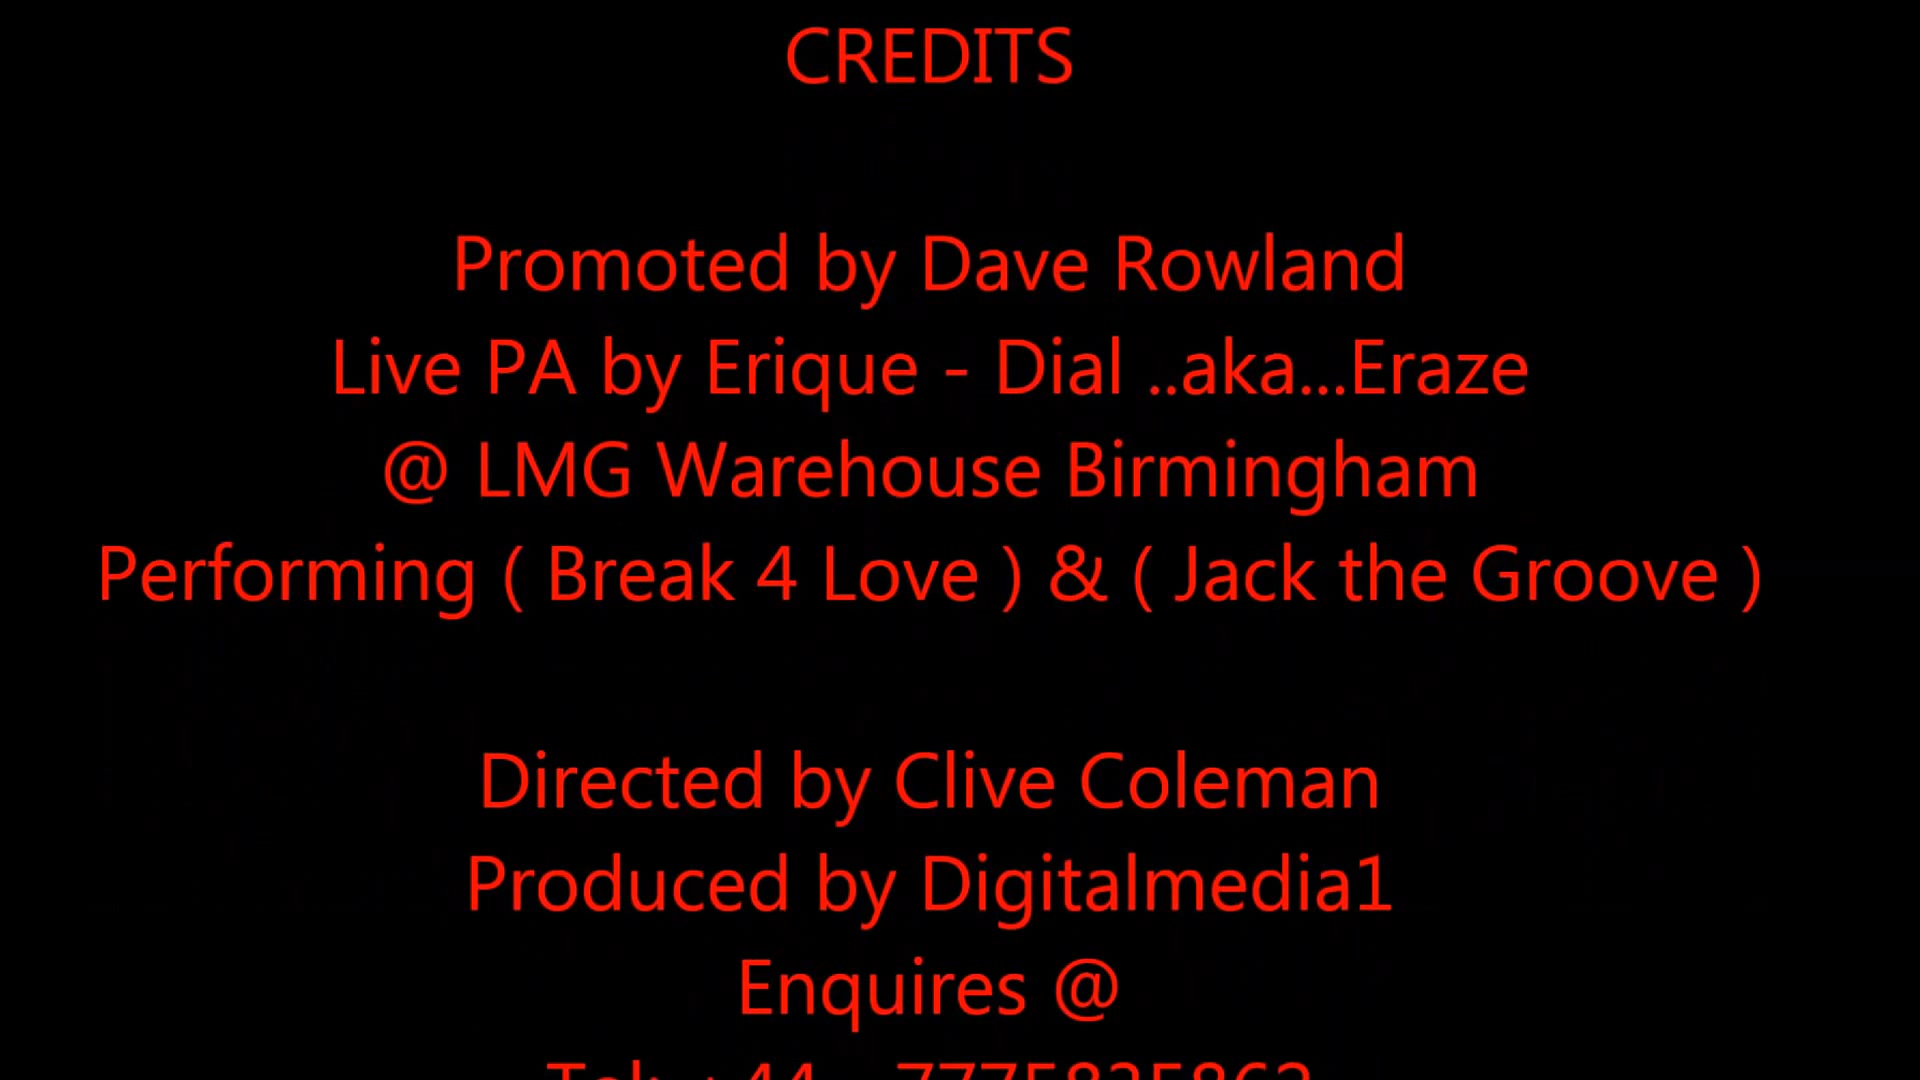 CREDITS
Promoted by Dave Rowland
Live PA by Erique - Dial ..aka...Eraze
@ LMG Warehouse Birmingham
Performing ( Break 4 Love ) & ( Jack the Groove )
Directed by Clive Coleman
Produced by Digitalmedia1
Enquires @